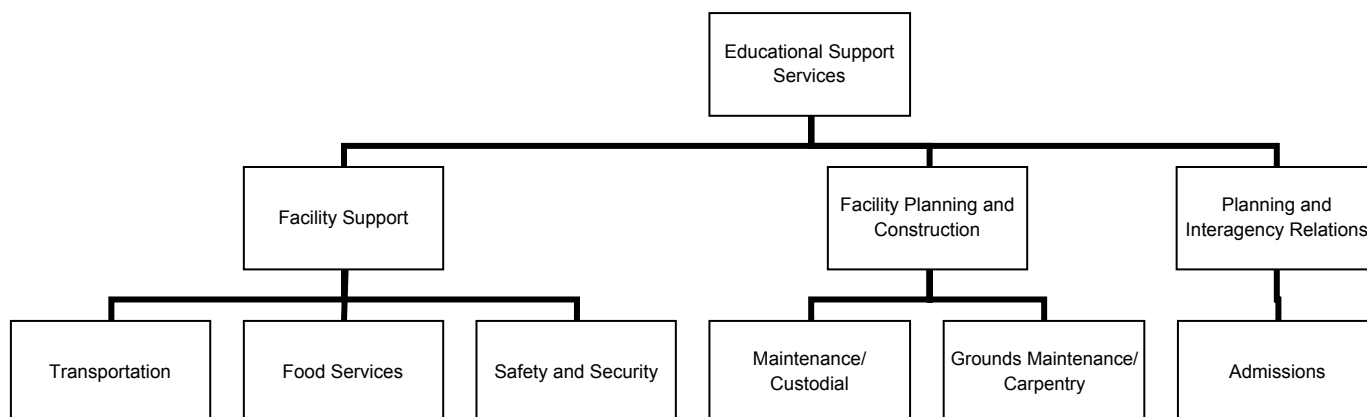 Educational Support
Services
Facility Support
Facility Planning and
Construction
Planning and
Interagency Relations
Transportation
Food Services
Safety and Security
Maintenance/
Custodial
Grounds Maintenance/
Carpentry
Admissions